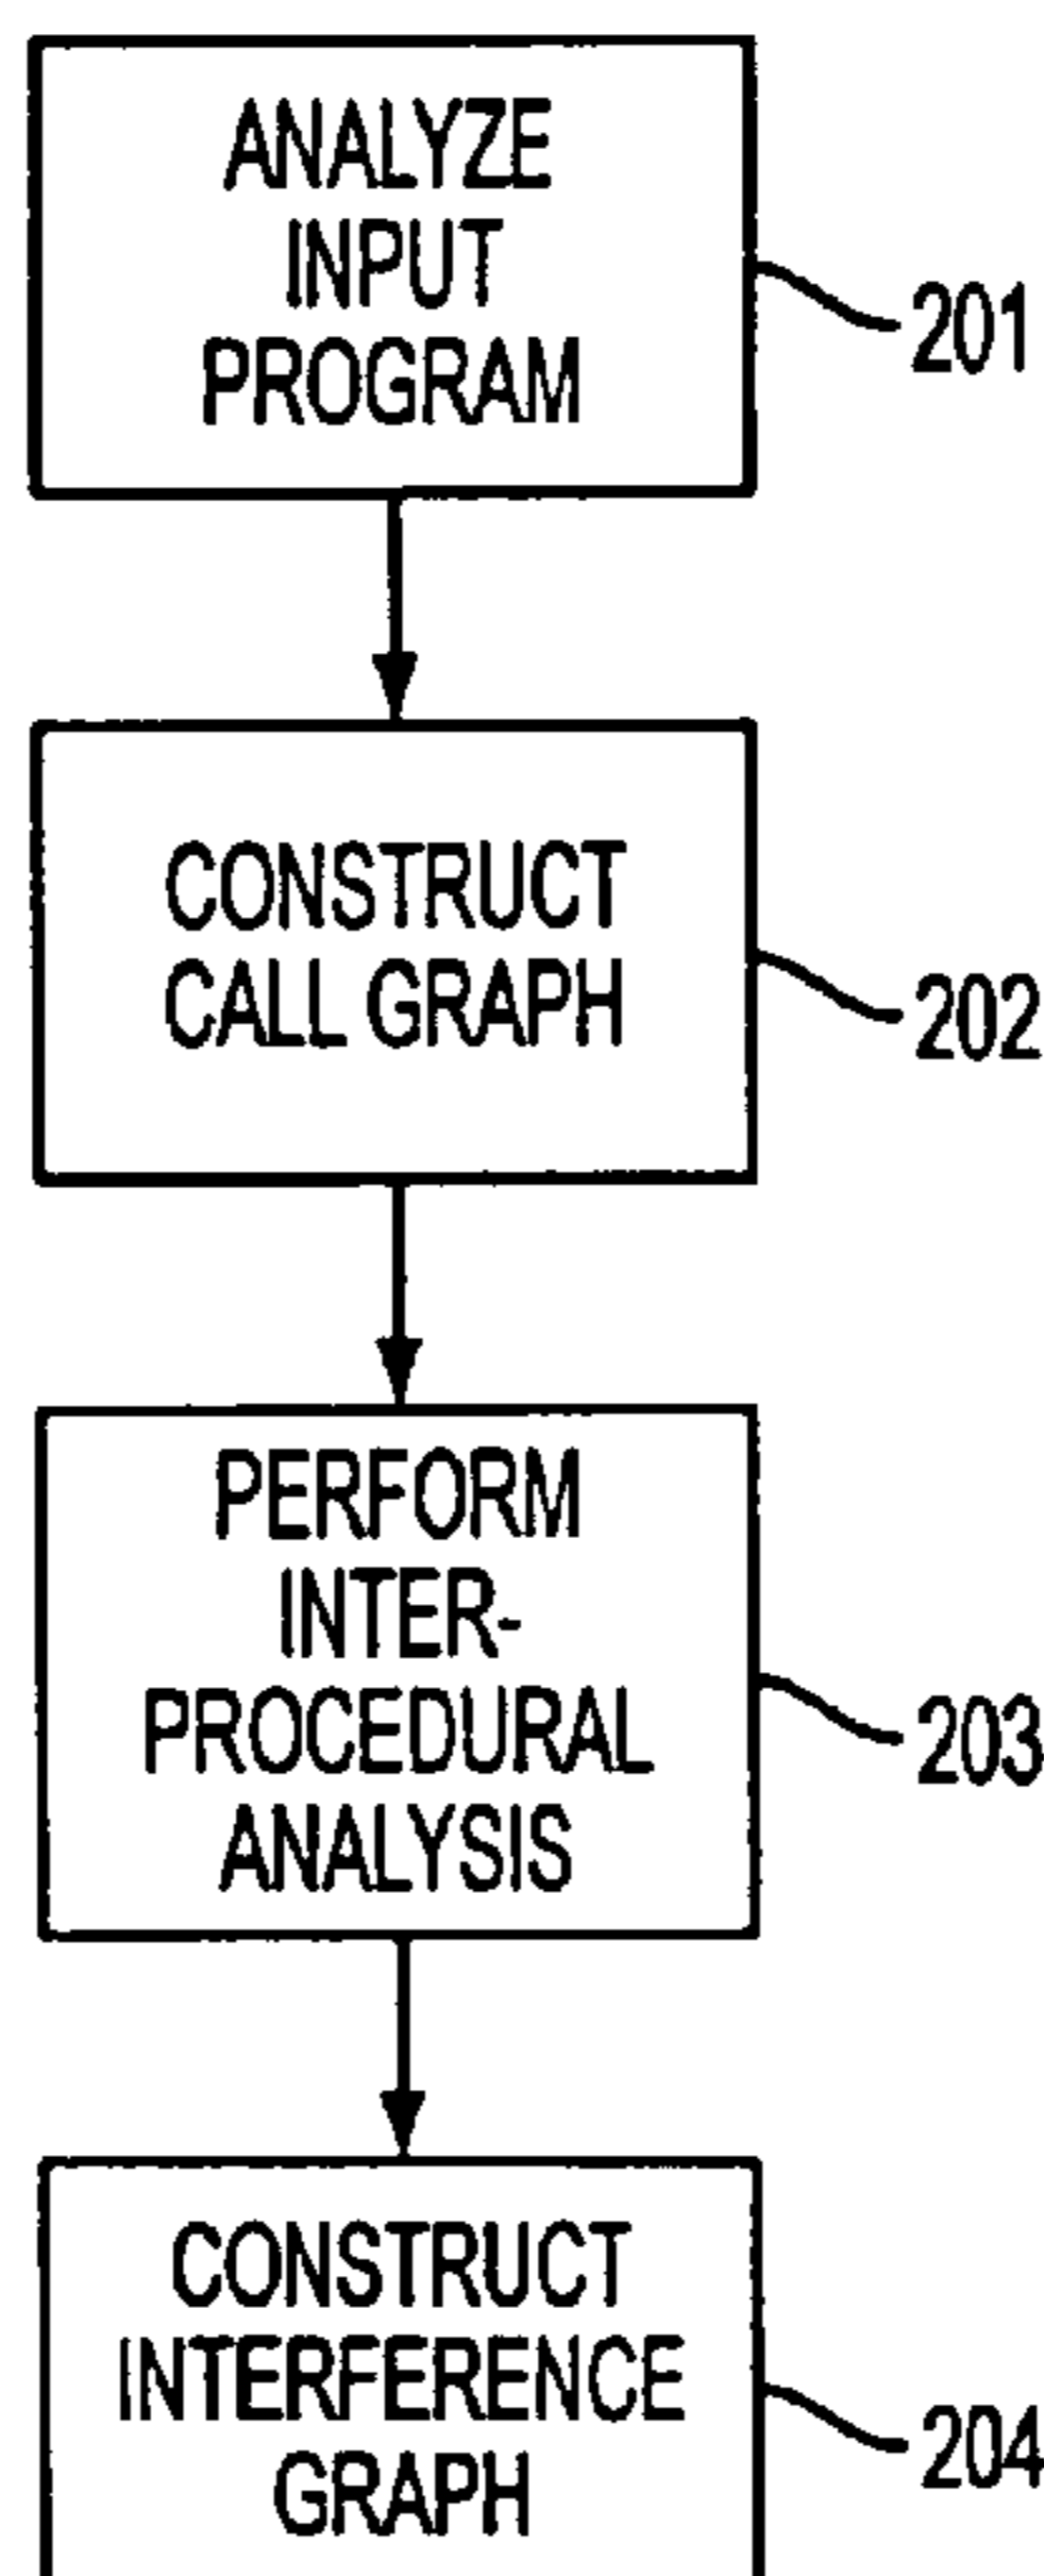 ANALYZE
INPUT
PROGRAM
201
CONSTRUCT
CALL GRAPH
202
PERFORM
INTER-
PROCEDURAL
ANALYSIS
203
CONSTRUCT
INTERFERENCE
GRAPH
204